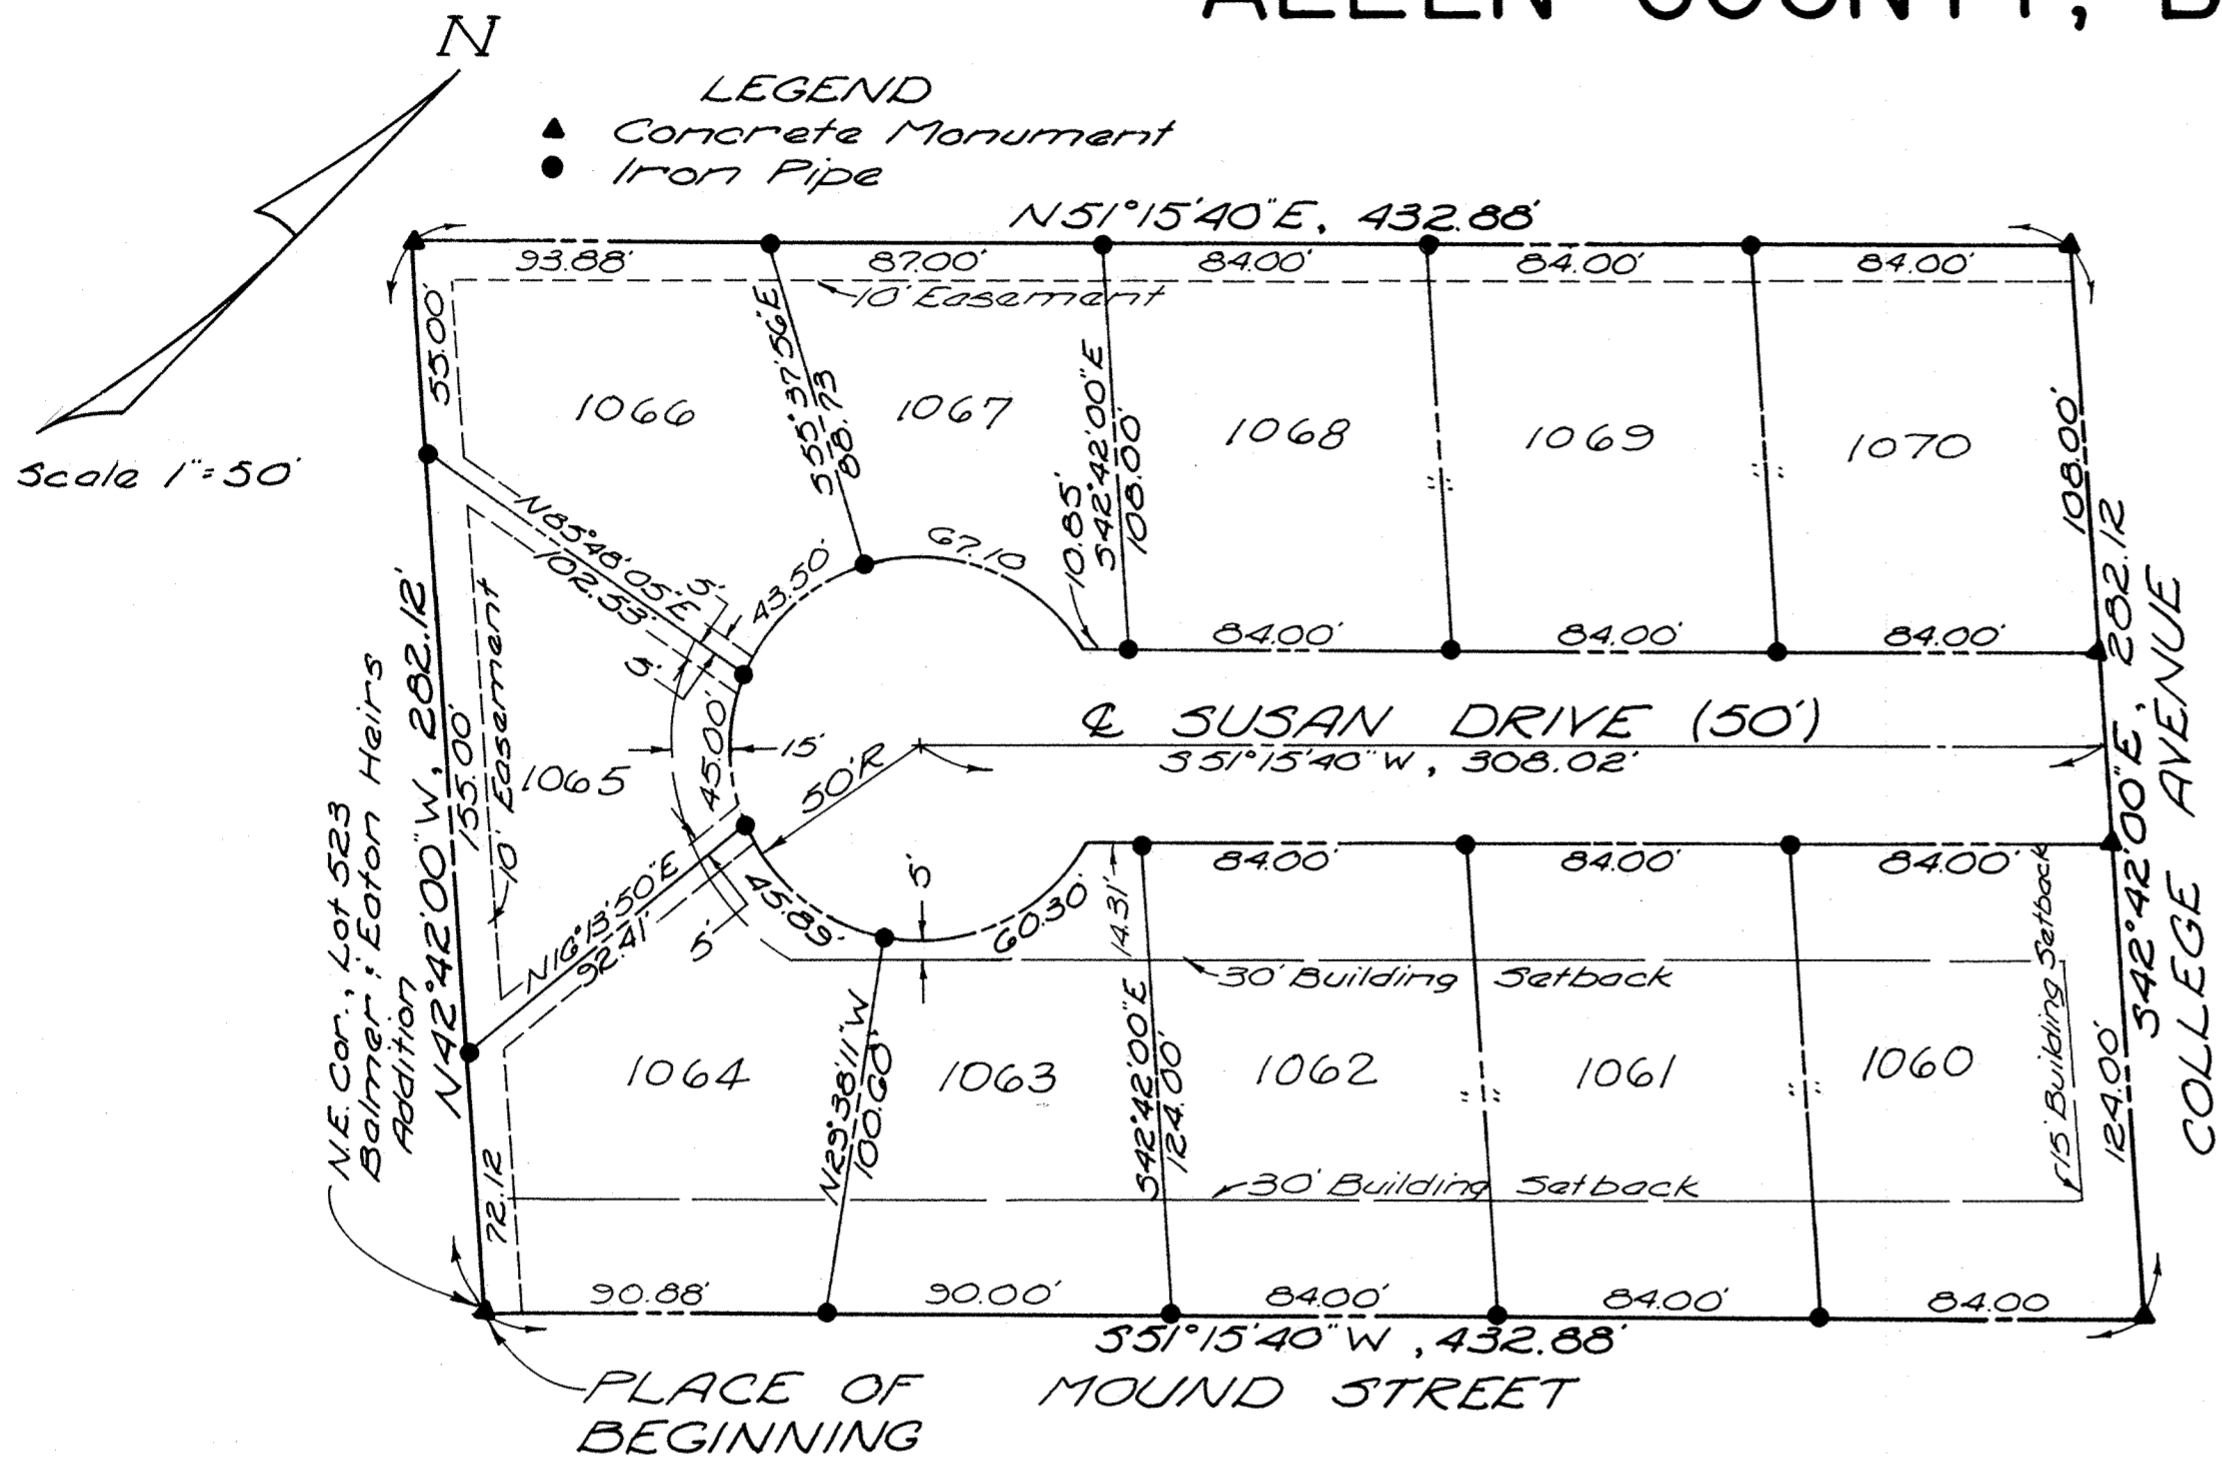 ALLEN COUNTY,
N
LEGEND
Concrete Monument
Iron Pipe
Scale 1"=50'
N51°15'40"E, 432.88'
93.88'
87.00'
84.00'
84.00'
84.00'
10' Easement
55.00'
1066
S55°37'56"E
88.73
1067
10.85'
S42°42'00"E
108.00'
1068
"
1069
"
1070
108.00'
N85°48'05"E
102.53'
5'
5'
43.50'
67.10
84.00'
84.00'
84.00'
N42°42'00"W, 282.12'
155.00'
10' Easement
1065
45.00'
15'
50'R
℄ SUSAN DRIVE (50')
S51°15'40"W, 308.02'
S42°42'00"E, 282.12
COLLEGE AVENUE
N.E. Cor., Lot 523
Balmer & Eaton Heirs
Addition
N16°13'50"E
92.41'
5'
45.89'
5'
60.30'
14.31'
84.00'
84.00'
84.00'
30' Building Setback
15' Building Setback
72.12
1064
N29°38'11"W
100.60'
1063
S42°42'00"E
124.00'
1062
"
1061
"
1060
124.00'
30' Building Setback
15' Building Setback
90.88'
90.00'
84.00'
84.00'
84.00
S51°15'40"W, 432.88'
PLACE OF
BEGINNING
MOUND STREET